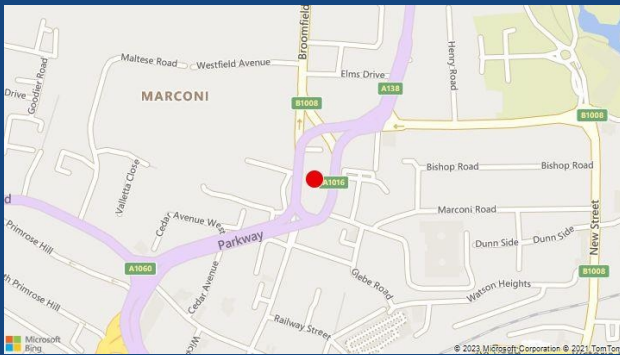 Broomfield
Maltese Road
Westfield Avenue
Elms Drive
Henry Road
Goodier Road
Drive
MARCONI
A138
B1008
B1008
Valletta Close
A1016
Bishop Road
Bishop Road
Cedar Avenue West
Marconi Road
Primrose Hill
Parkway
Dunn Side
Dunn Side
New Street
A1060
Cedar Avenue
Glebe Road
B1008
Watson Heights
Primrose Hill
Railway Street
Microsoft
Bing
© 2023 Microsoft Corporation © 2021 TomTom